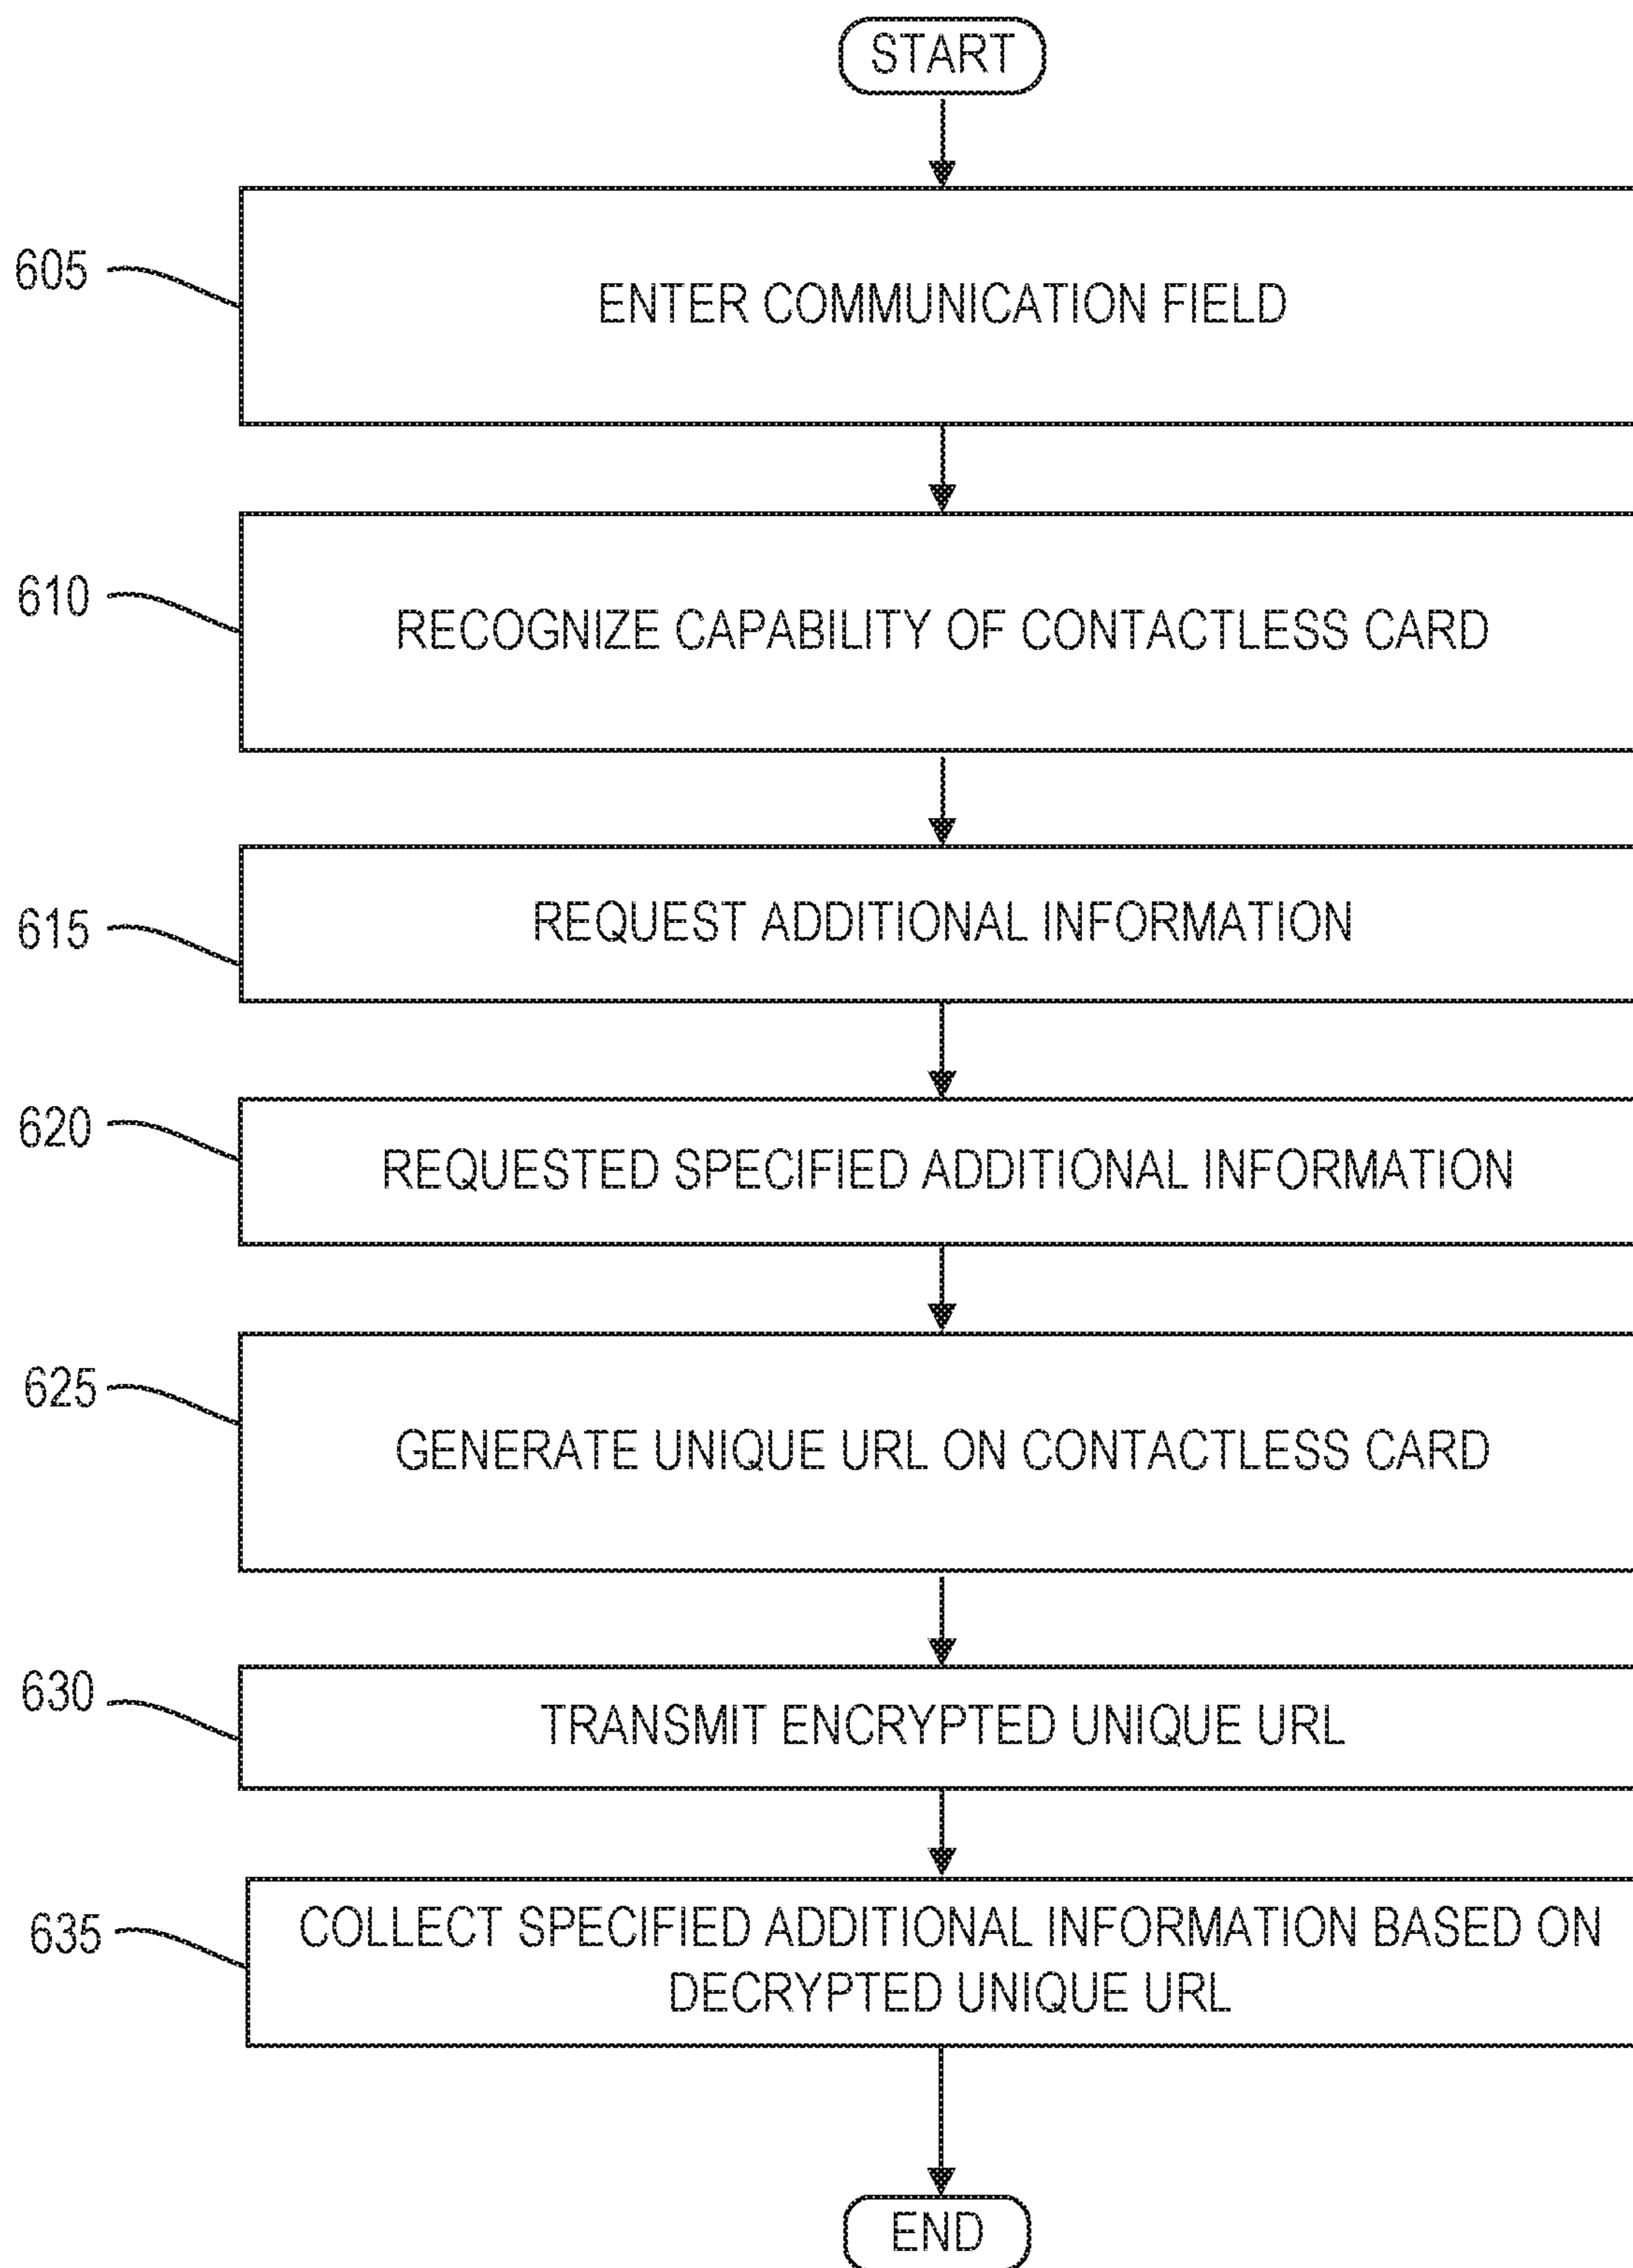 START
605
ENTER COMMUNICATION FIELD
610
RECOGNIZE CAPABILITY OF CONTACTLESS CARD
615
REQUEST ADDITIONAL INFORMATION
620
REQUESTED SPECIFIED ADDITIONAL INFORMATION
625
GENERATE UNIQUE URL ON CONTACTLESS CARD
630
TRANSMIT ENCRYPTED UNIQUE URL
635
COLLECT SPECIFIED ADDITIONAL INFORMATION BASED ON
DECRYPTED UNIQUE URL
END